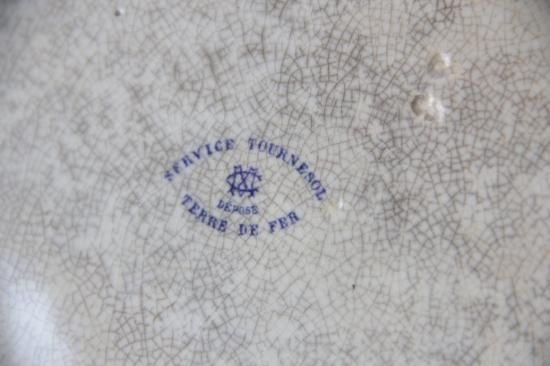 SERVICE TOURNESOL
DÉPOSÉ
TERRE DE FER